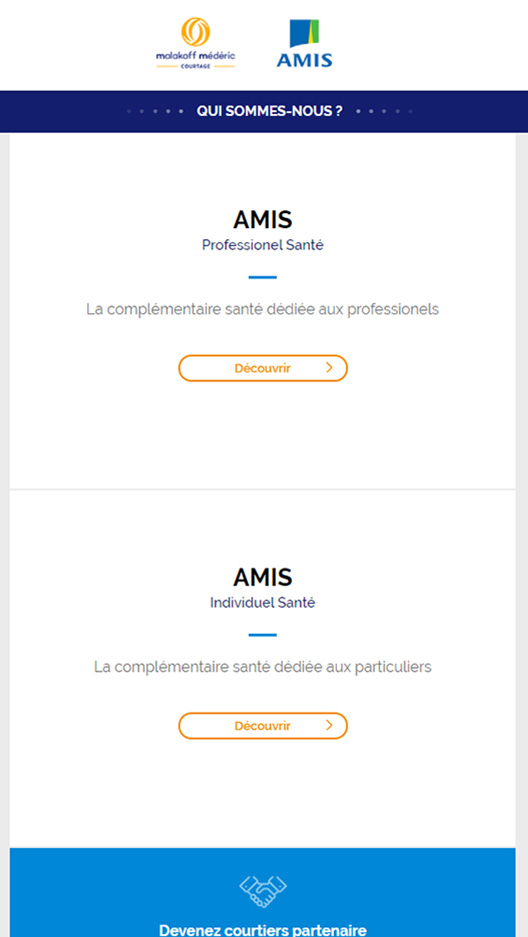 malakoff médéric
COURTAGE
AMIS
QUI SOMMES-NOUS ?
AMIS
Professionel Santé
La complémentaire santé dédiée aux professionels
Découvrir
AMIS
Individuel Santé
La complémentaire santé dédiée aux particuliers
Découvrir
Devenez courtiers partenaire